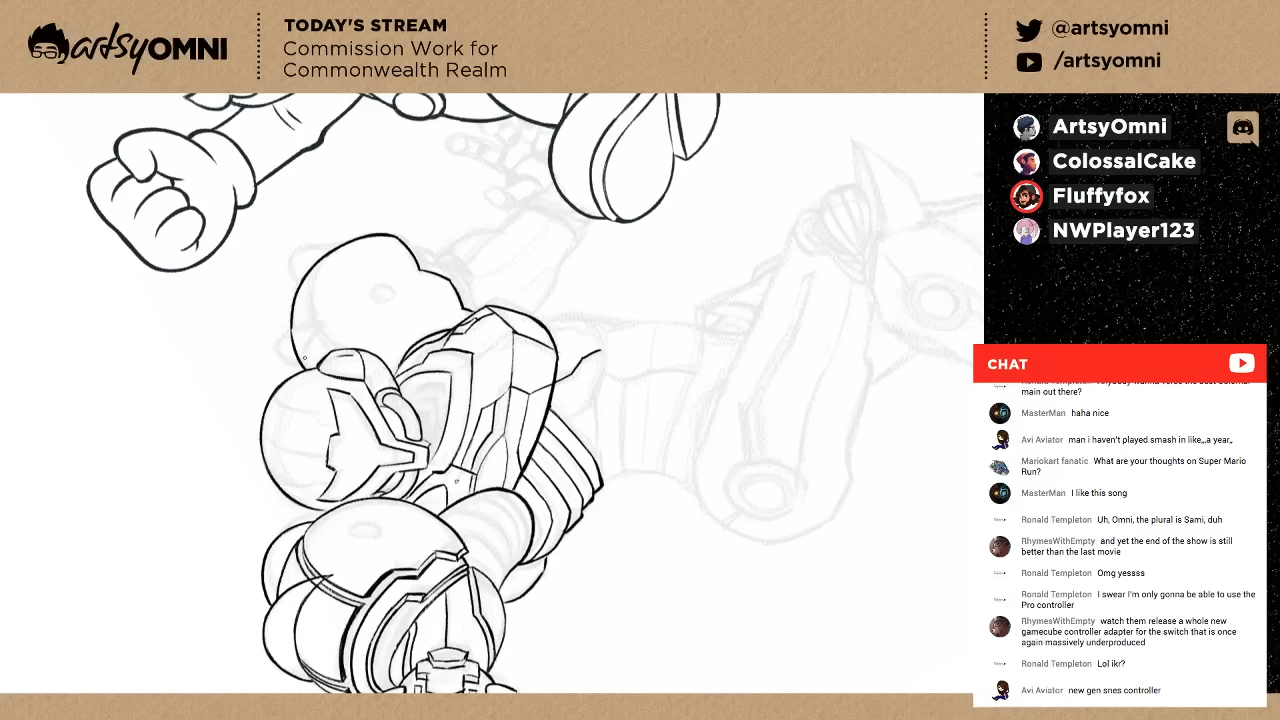 artsyOMNI
TODAY'S STREAM
Commission Work for
Commonwealth Realm
@artsyomni
/artsyomni
ArtsyOmni
ColossalCake
Fluffyfox
NWPlayer123
CHAT
main out there?
MasterMan haha nice
Avi Aviator man i haven't played smash in like,,,a year,,
Mariokart fanatic What are your thoughts on Super Mario
Run?
MasterMan I like this song
Ronald Templeton Uh, Omni, the plural is Sami, duh
RhymesWithEmpty and yet the end of the show is still
better than the last movie
Ronald Templeton Omg yessss
Ronald Templeton I swear I'm only gonna be able to use the
Pro controller
RhymesWithEmpty watch them release a whole new
gamecube controller adapter for the switch that is once
again massively underproduced
Ronald Templeton Lol ikr?
Avi Aviator new gen snes controller